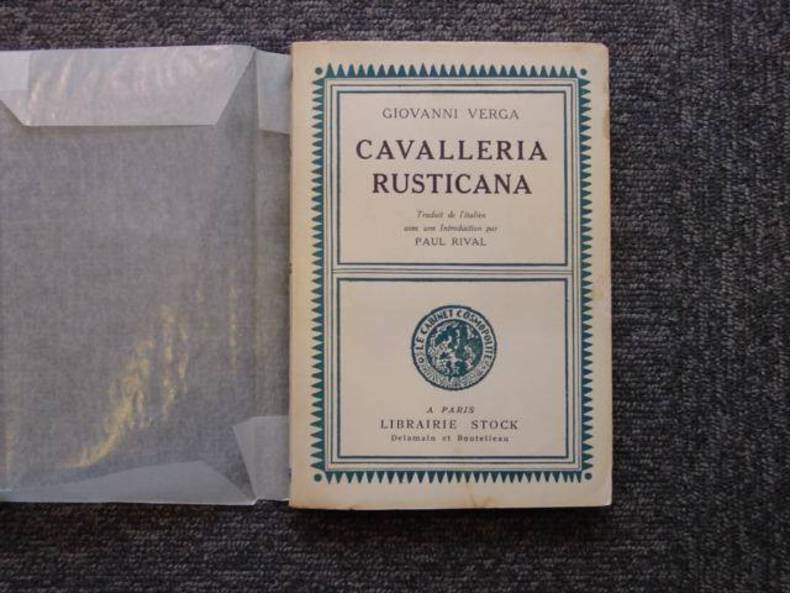 GIOVANNI VERGA
CAVALLERIA
RUSTICANA
Traduit de l'italien
avec une Introduction par
PAUL RIVAL
LE CABINET COSMOPOLITE
A PARIS
LIBRAIRIE STOCK
Delamain et Boutelleau